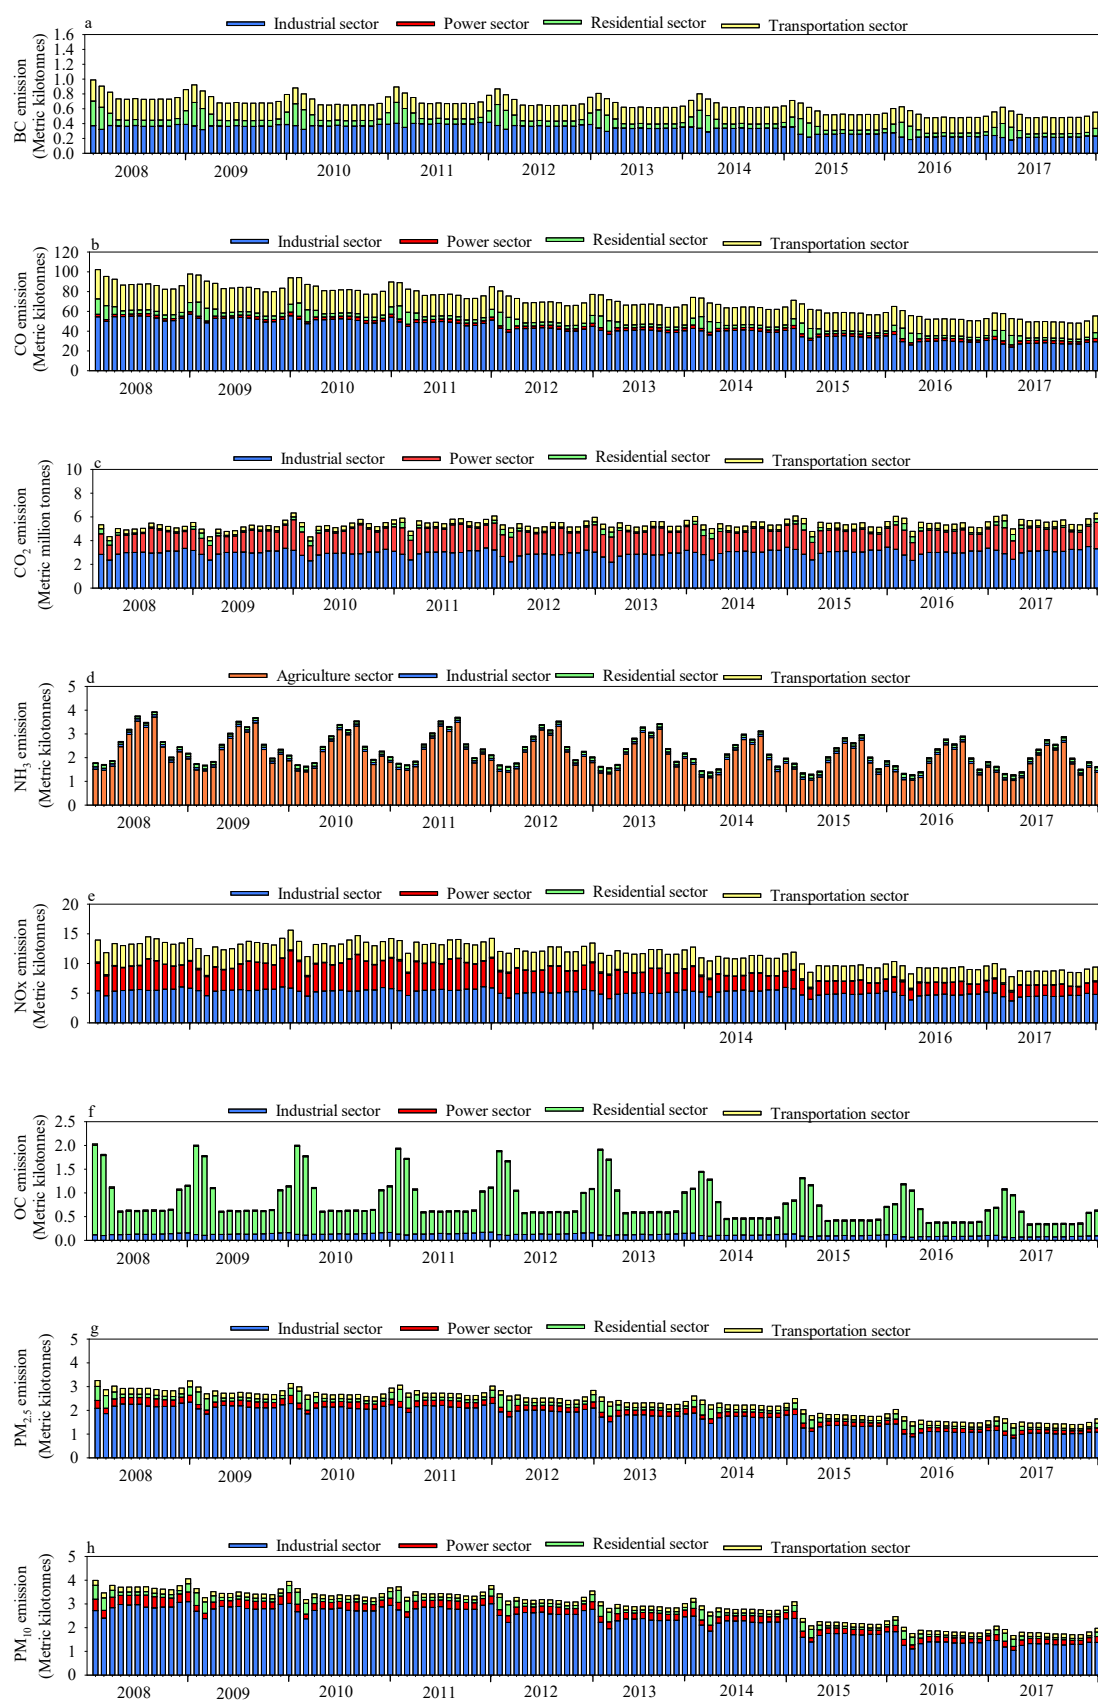 a
Industrial sector Power sector Residential sector Transportation sector
BC emission
(Metric kilotonnes)
1.6
1.4
1.2
1.0
0.8
0.6
0.4
0.2
0.0
2008 2009 2010 2011 2012 2013 2014 2015 2016 2017
b
Industrial sector Power sector Residential sector Transportation sector
CO emission
(Metric kilotonnes)
120
100
80
60
40
20
0
2008 2009 2010 2011 2012 2013 2014 2015 2016 2017
c
Industrial sector Power sector Residential sector Transportation sector
CO2 emission
(Metric million tonnes)
10
8
6
4
2
0
2008 2009 2010 2011 2012 2013 2014 2015 2016 2017
d
Agriculture sector Industrial sector Residential sector Transportation sector
NH3 emission
(Metric kilotonnes)
5
4
3
2
1
0
2008 2009 2010 2011 2012 2013 2014 2015 2016 2017
e
Industrial sector Power sector Residential sector Transportation sector
NOx emission
(Metric kilotonnes)
20
15
10
5
0
2014 2016 2017
f
Industrial sector Power sector Residential sector Transportation sector
OC emission
(Metric kilotonnes)
2.5
2.0
1.5
1.0
0.5
0.0
2008 2009 2010 2011 2012 2013 2014 2015 2016 2017
g
Industrial sector Power sector Residential sector Transportation sector
PM2.5 emission
(Metric kilotonnes)
5
4
3
2
1
0
2008 2009 2010 2011 2012 2013 2014 2015 2016 2017
h
Industrial sector Power sector Residential sector Transportation sector
PM10 emission
(Metric kilotonnes)
5
4
3
2
1
0
2008 2009 2010 2011 2012 2013 2014 2015 2016 2017